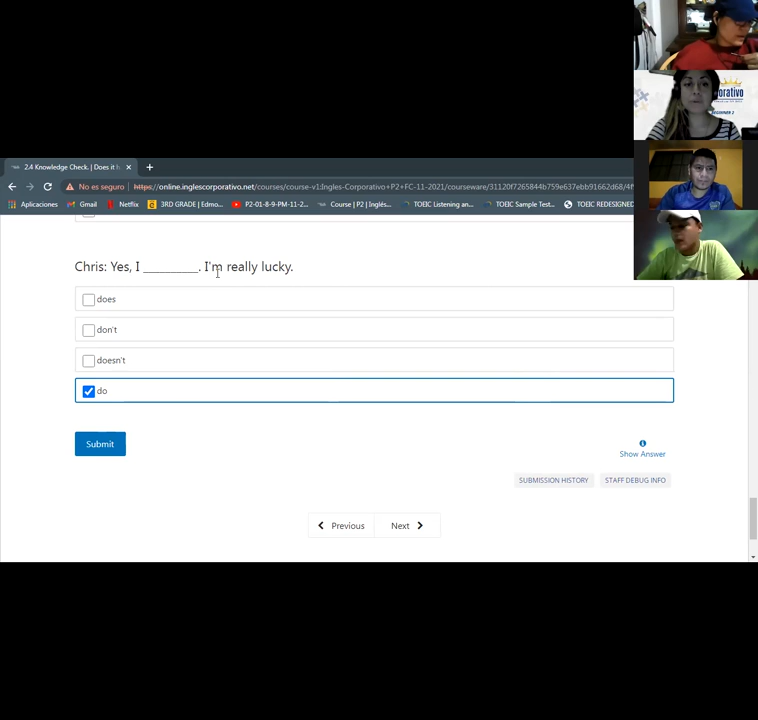 orativo
BEGINNER 2
2.4 Knowledge Check. | Does it h
No es seguro
https://online.inglescorporativo.net/courses/course-v1:Ingles-Corporativo+P2+FC-11-2021/courseware/31120f7265844b759e637ebb91662d68/4f
Aplicaciones
Gmail
Netflix
3RD GRADE | Edmo...
P2-01-8-9-PM-11-2...
Course | P2 | Inglés...
TOEIC Listening an...
TOEIC Sample Test...
TOEIC REDESIGNED
Chris: Yes, I _________. I'm really lucky.
does
don't
doesn't
do
Submit
Show Answer
SUBMISSION HISTORY
STAFF DEBUG INFO
Previous
Next